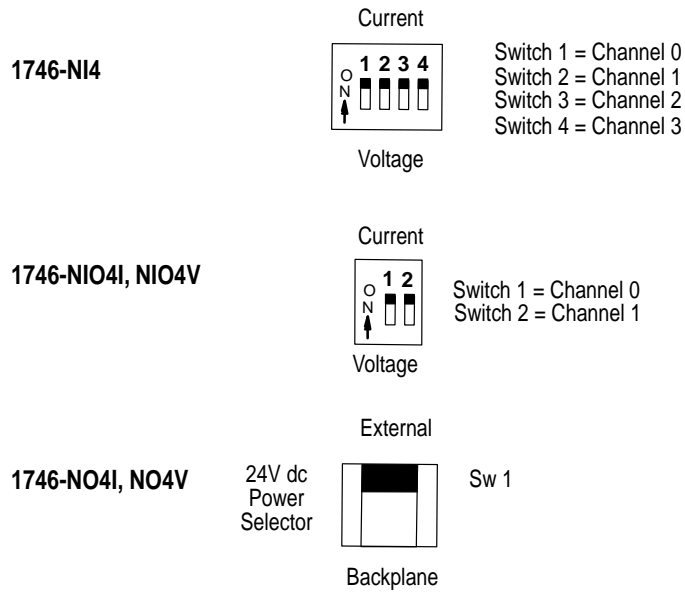 Current
1746-NI4
O
N
1 2 3 4
Switch 1 = Channel 0
Switch 2 = Channel 1
Switch 3 = Channel 2
Switch 4 = Channel 3
Voltage
Current
1746-NIO4I, NIO4V
O
N
1 2
Switch 1 = Channel 0
Switch 2 = Channel 1
Voltage
External
1746-NO4I, NO4V
24V dc
Power
Selector
Sw 1
Backplane